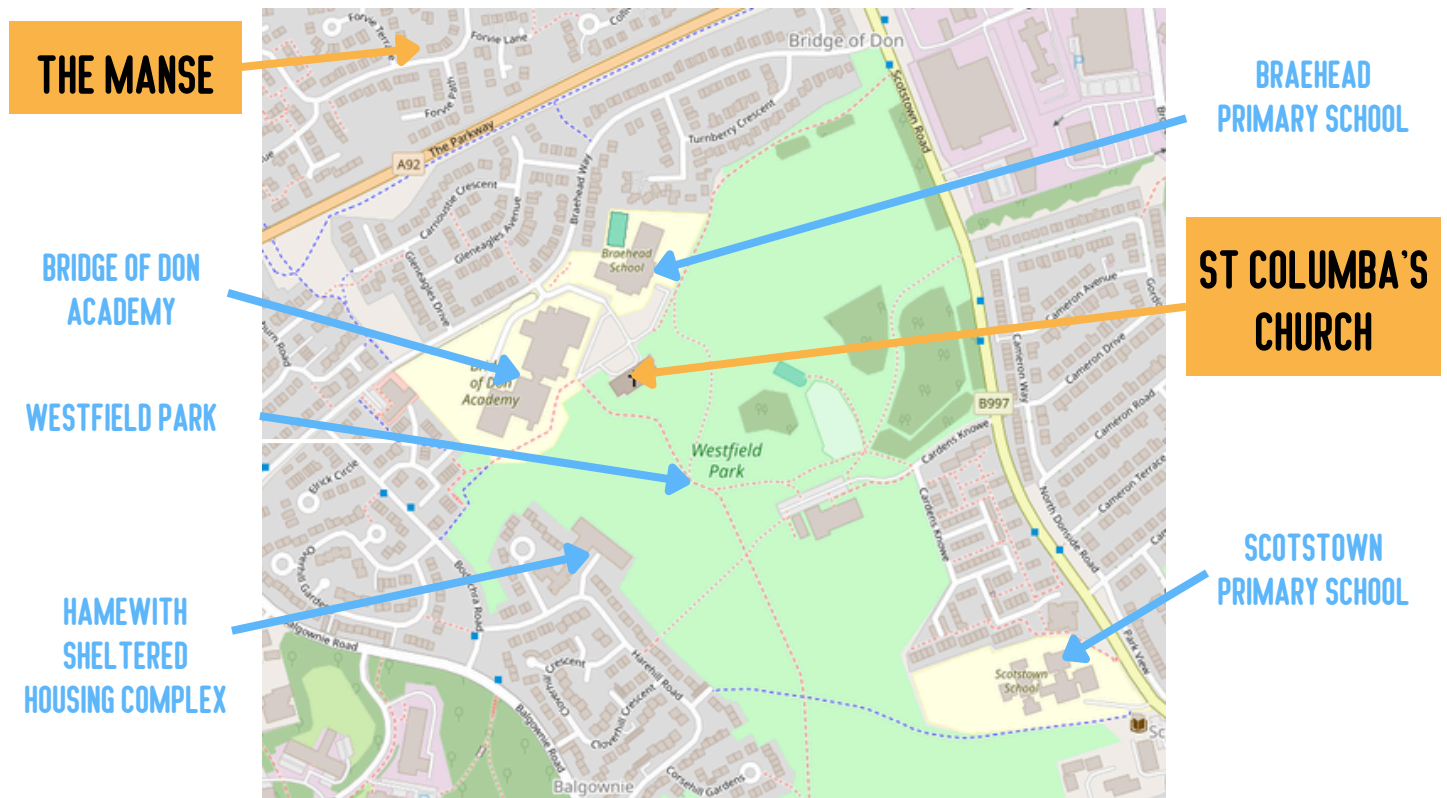 THE MANSE
BRIDGE OF DON
ACADEMY
WESTFIELD PARK
HAMEWITH
SHELTERED
HOUSING COMPLEX
BRAEHEAD
PRIMARY SCHOOL
ST COLUMBA'S
CHURCH
SCOTSTOWN
PRIMARY SCHOOL
Forvie Lane
Forvie Path
Bridge of Don
The Parkway
A92
Scotstown Road
Turnberry Crescent
Braehead Way
Carnoustie Crescent
Gleneagles Avenue
Gleneagles Drive
Braehead
School
P
of Don
Academy
Westfield
Park
B997
Cameron Avenue
Cameron Drive
Cameron Way
Cameron Road
Cameron Terrace
Cardens Knowe
Cardens Knowe
North Donside Road
Park View
Elrick Circle
Balgownie Road
Harehill Road
Cloverhill Crescent
Crescent
Balgownie Road
Balgownie
Corsehill Gardens
Scotstown
School